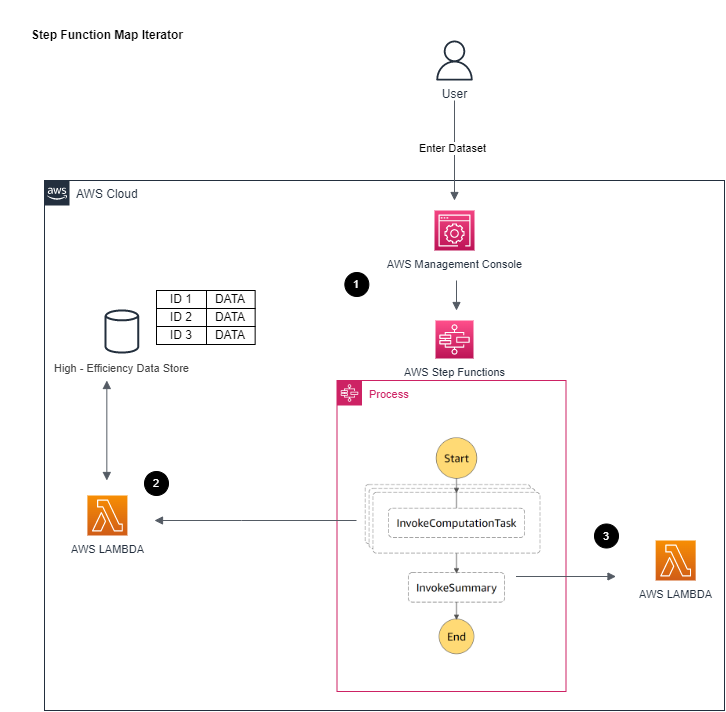 Step Function Map Iterator
User
Enter Dataset
aws
AWS Cloud
AWS Management Console
1
ID 1 DATA
ID 2 DATA
ID 3 DATA
High - Efficiency Data Store
AWS Step Functions
Process
Start
2
InvokeComputationTask
AWS LAMBDA
3
InvokeSummary
AWS LAMBDA
End